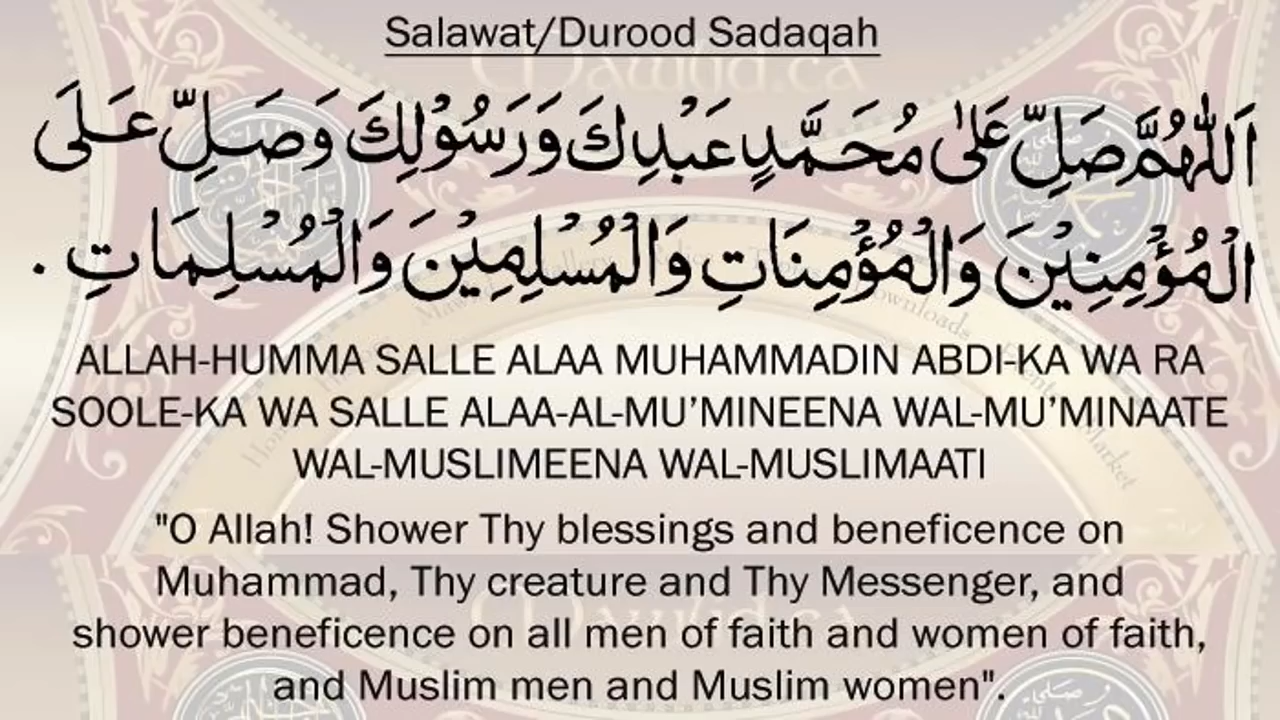 Salawat/Durood Sadaqah
اَللّٰهُمَّ صَلِّ عَلٰى مُحَمَّدٍ عَبْدِكَ وَرَسُوْلِكَ وَصَلِّ عَلَى
الْمُؤْمِنِيْنَ وَالْمُؤْمِنَاتِ وَالْمُسْلِمِيْنَ وَالْمُسْلِمَاتِ .
ALLAH-HUMMA SALLE ALAA MUHAMMADIN ABDI-KA WA RA
SOOLE-KA WA SALLE ALAA-AL-MU’MINEENA WAL-MU’MINAATE
WAL-MUSLIMEENA WAL-MUSLIMAATI
"O Allah! Shower Thy blessings and beneficence on
Muhammad, Thy creature and Thy Messenger, and
shower beneficence on all men of faith and women of faith,
and Muslim men and Muslim women".